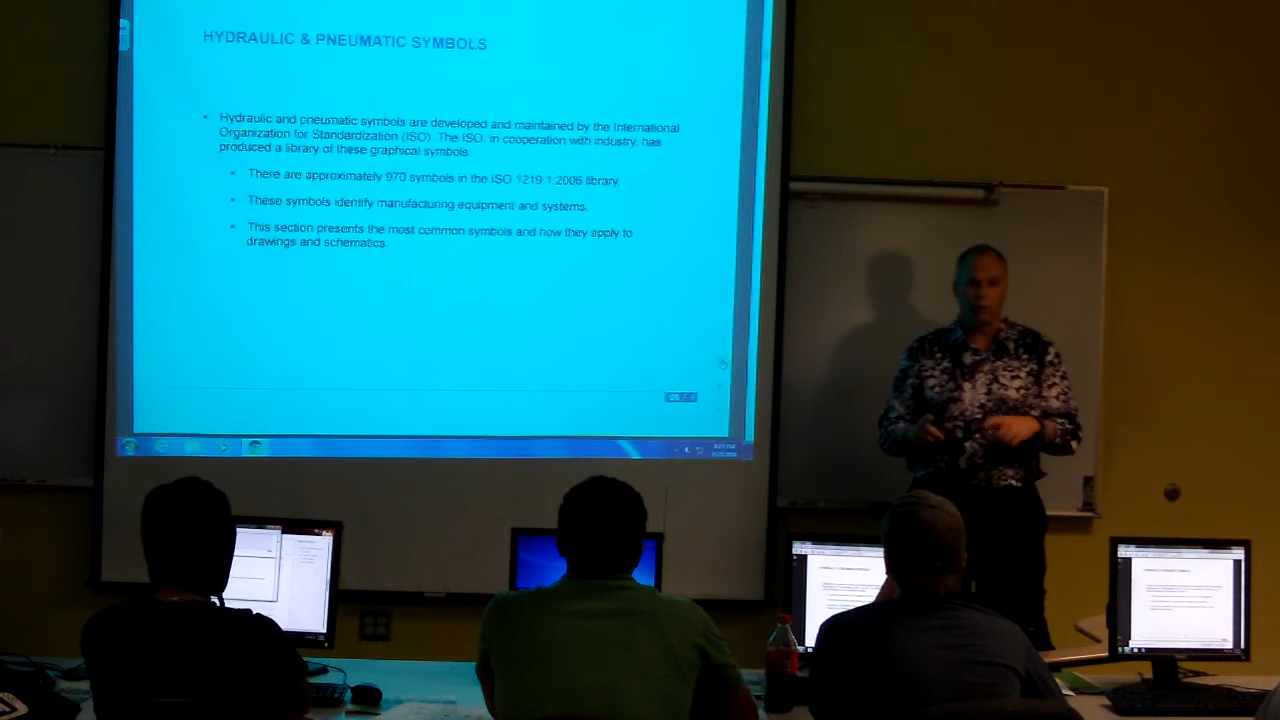 HYDRAULIC & PNEUMATIC SYMBOLS
Hydraulic and pneumatic symbols are developed and maintained by the International
Organization for Standardization (ISO). The ISO, in cooperation with industry, has
produced a library of these graphical symbols.
There are approximately 970 symbols in the ISO 1219 1:2006 library.
These symbols identify manufacturing equipment and systems.
This section presents the most common symbols and how they apply to
drawings and schematics.